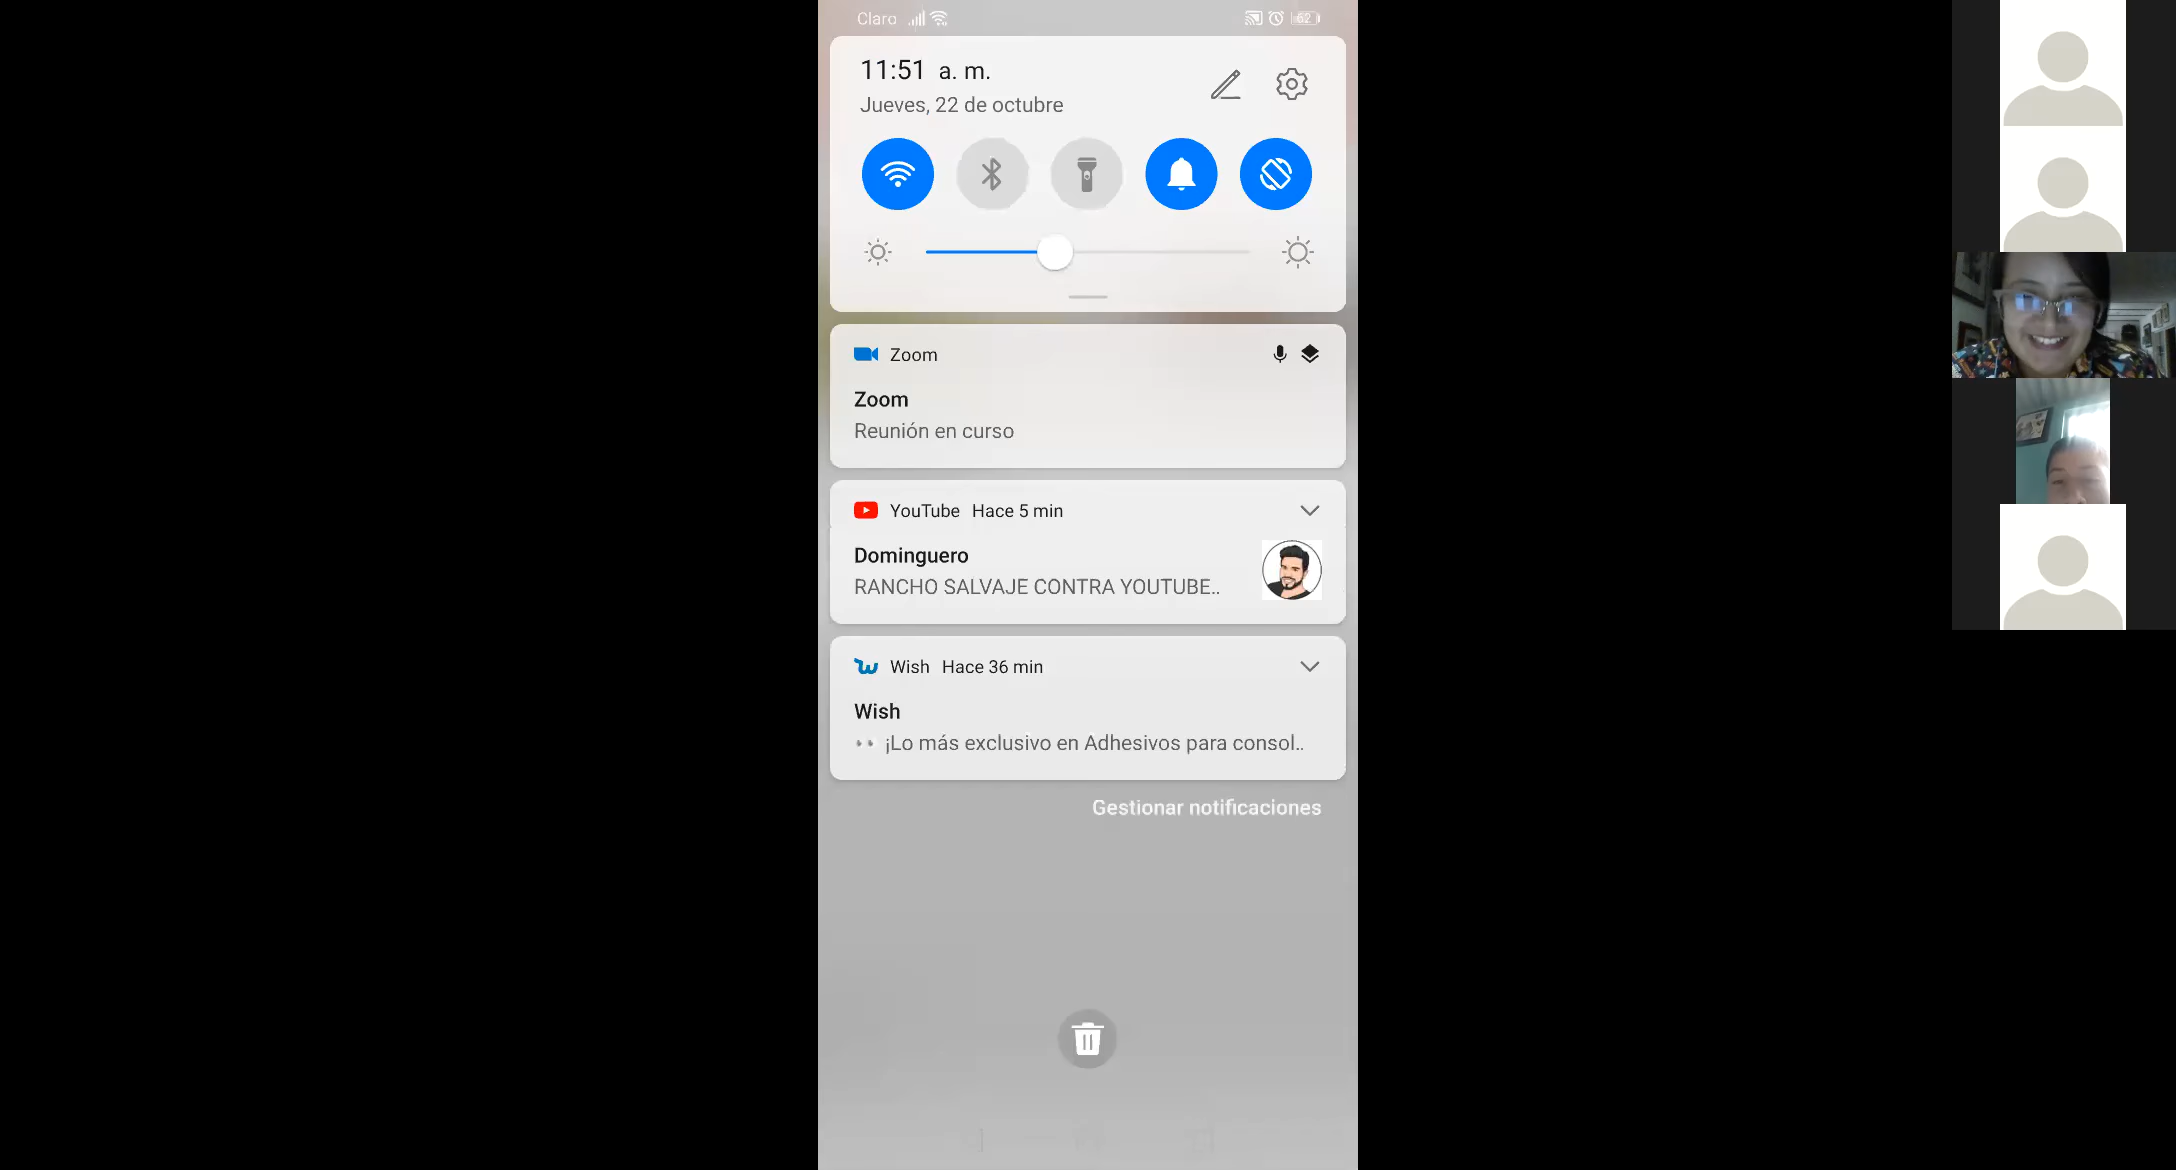 Claro
62
11:51 a. m.
Jueves, 22 de octubre
Zoom
Zoom
Reunión en curso
YouTube Hace 5 min
Dominguero
RANCHO SALVAJE CONTRA YOUTUBE..
Wish Hace 36 min
Wish
👀 ¡Lo más exclusivo en Adhesivos para consol..
Gestionar notificaciones